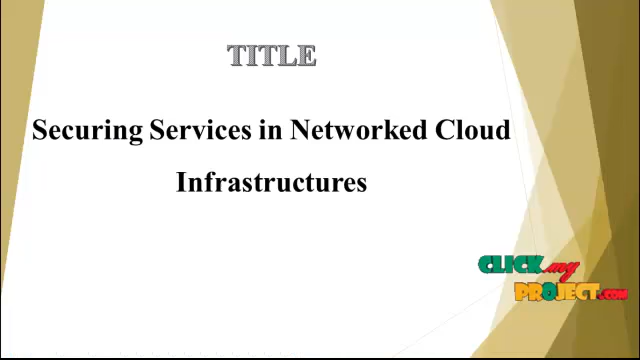 TITLE
Securing Services in Networked Cloud
Infrastructures
CLICK my
PROJECT.COM